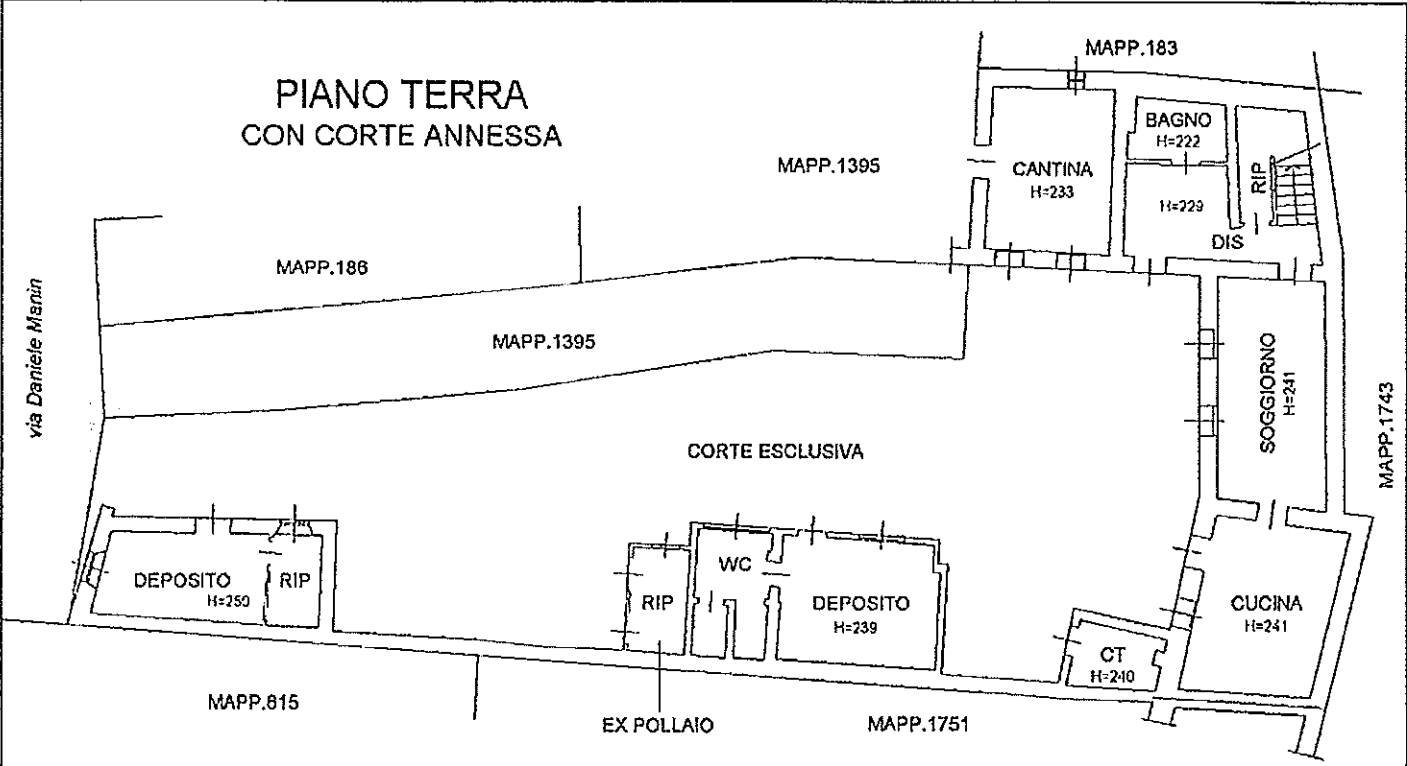 PIANO TERRA
CON CORTE ANNESSA
MAPP.183
BAGNO
H=222
MAPP.1395
CANTINA
H=233
RIP
H=229
DIS
MAPP.186
via Daniele Manin
MAPP.1395
SOGGIORNO
H=241
MAPP.1743
CORTE ESCLUSIVA
DEPOSITO
H=250
RIP
WC
RIP
DEPOSITO
H=239
CUCINA
H=241
CT
H=240
MAPP.815
EX POLLAIO
MAPP.1751